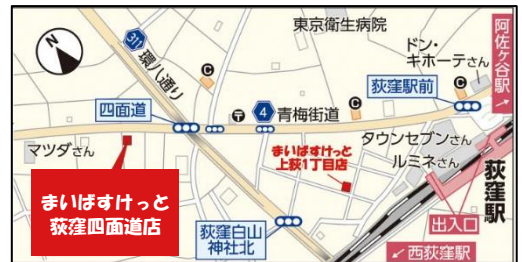 N
311
環八通り
東京衛生病院
ドン・
キホーテさん
阿佐ヶ谷駅
荻窪駅前
四面道
4
青梅街道
マツダさん
まいばすけっと
上荻1丁目店
タウンセブンさん
ルミネさん
荻窪駅
まいばすけっと
荻窪四面道店
荻窪白山
神社北
出入口
西荻窪駅